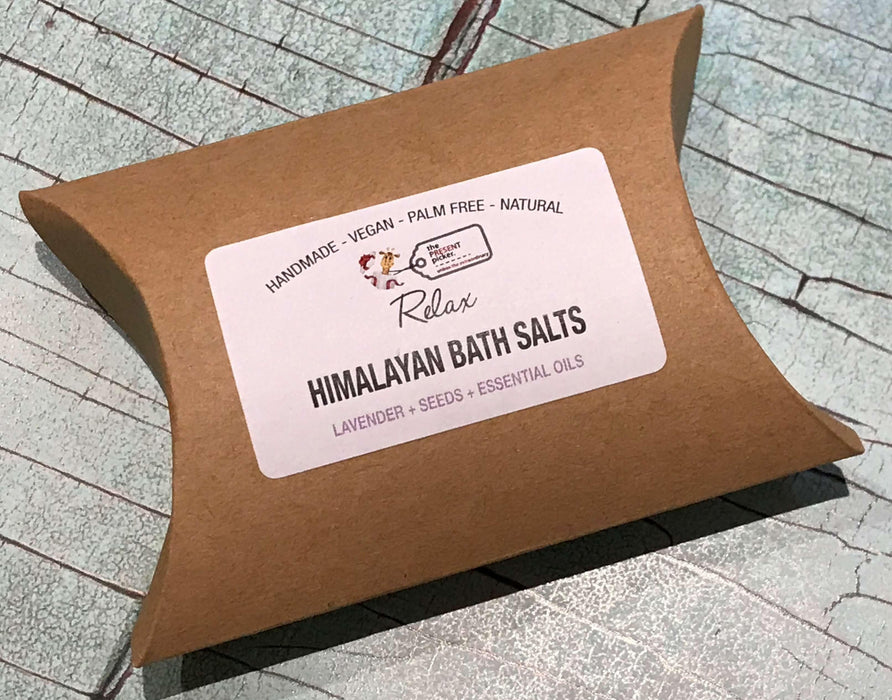 HANDMADE - VEGAN - PALM FREE - NATURAL
the
PRESENT
picker.
Relax
HIMALAYAN BATH SALTS
LAVENDER + SEEDS + ESSENTIAL OILS